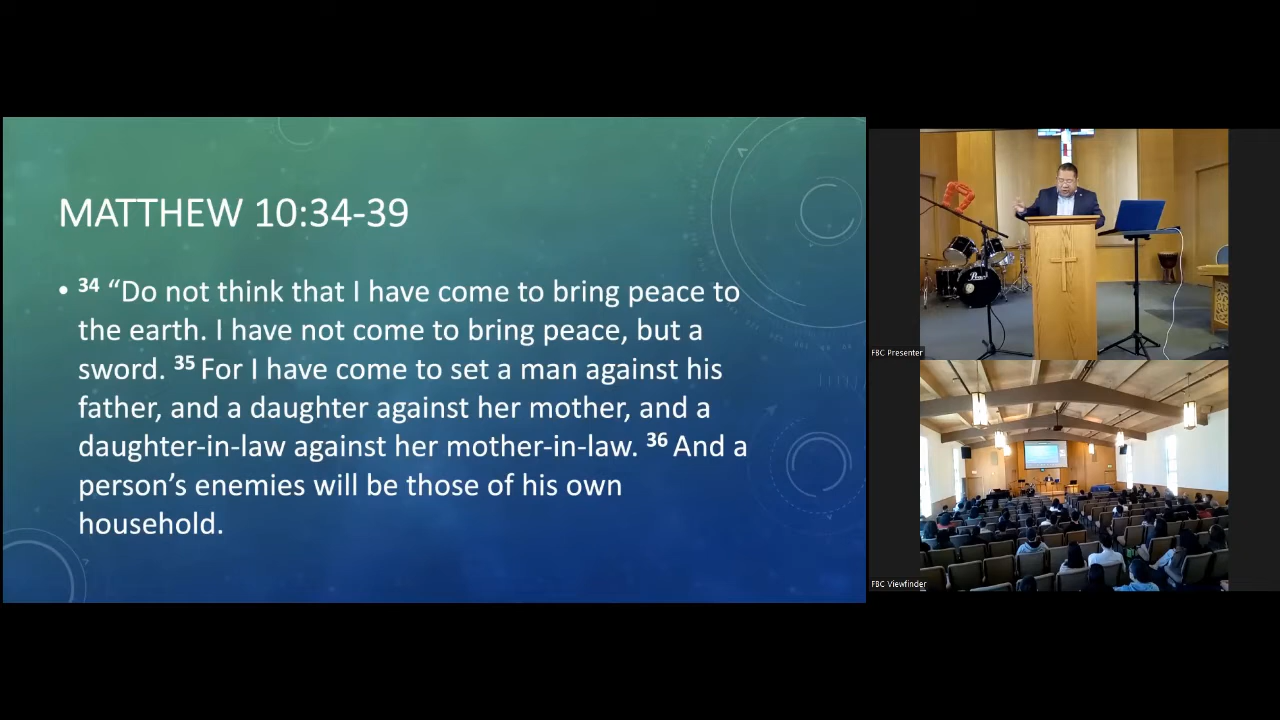 MATTHEW 10:34-39
• 34 “Do not think that I have come to bring peace to
the earth. I have not come to bring peace, but a
sword. 35 For I have come to set a man against his
father, and a daughter against her mother, and a
daughter-in-law against her mother-in-law. 36 And a
person’s enemies will be those of his own
household.
Pearl
FBC Presenter
FBC Viewfinder